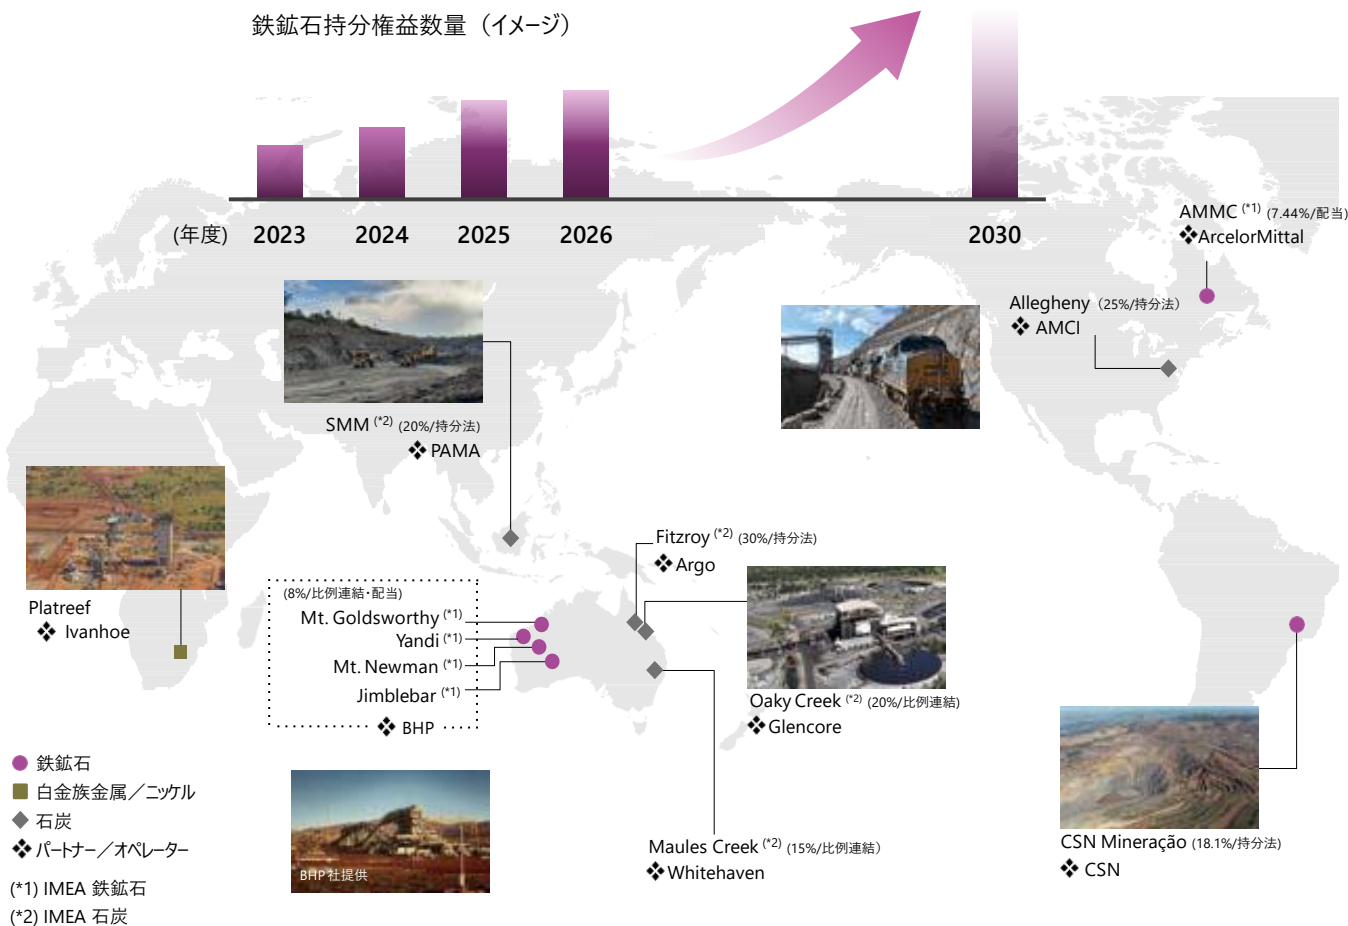 鉄鉱石持分権益数量（イメージ）
(年度) 2023 2024 2025 2026 2030
AMMC (*1) (7.44%/配当)
❖ArcelorMittal
Allegheny（25%/持分法）
❖ AMCI
SMM (*2) (20%/持分法)
❖ PAMA
Platreef
❖ Ivanhoe
Fitzroy (*2) (30%/持分法)
❖ Argo
(8%/比例連結・配当)
Mt. Goldsworthy (*1)
Yandi (*1)
Mt. Newman (*1)
Jimblebar (*1)
❖ BHP
Oaky Creek (*2) (20%/比例連結)
❖ Glencore
BHP社提供
Maules Creek (*2) (15%/比例連結）
❖ Whitehaven
CSN Mineração (18.1%/持分法)
❖ CSN
鉄鉱石
白金族金属／ニッケル
石炭
❖ パートナー／オペレーター
(*1) IMEA 鉄鉱石
(*2) IMEA 石炭